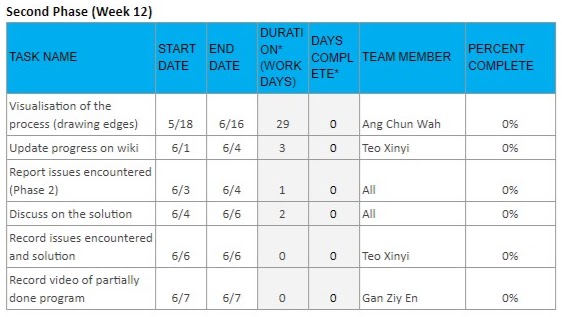 Second Phase (Week 12)
TASK NAME START DATE END DATE DURATI ON* (WORK DAYS) DAYS COMPL ETE* TEAM MEMBER PERCENT COMPLETE
Visualisation of the
process (drawing edges) 5/18 6/16 29 0 Ang Chun Wah 0%
Update progress on wiki 6/1 6/4 3 0 Teo Xinyi 0%
Report issues encountered
(Phase 2) 6/3 6/4 1 0 All 0%
Discuss on the solution 6/4 6/6 2 0 All 0%
Record issues encountered
and solution 6/6 6/6 0 0 Teo Xinyi 0%
Record video of partially
done program 6/7 6/7 0 0 Gan Ziy En 0%